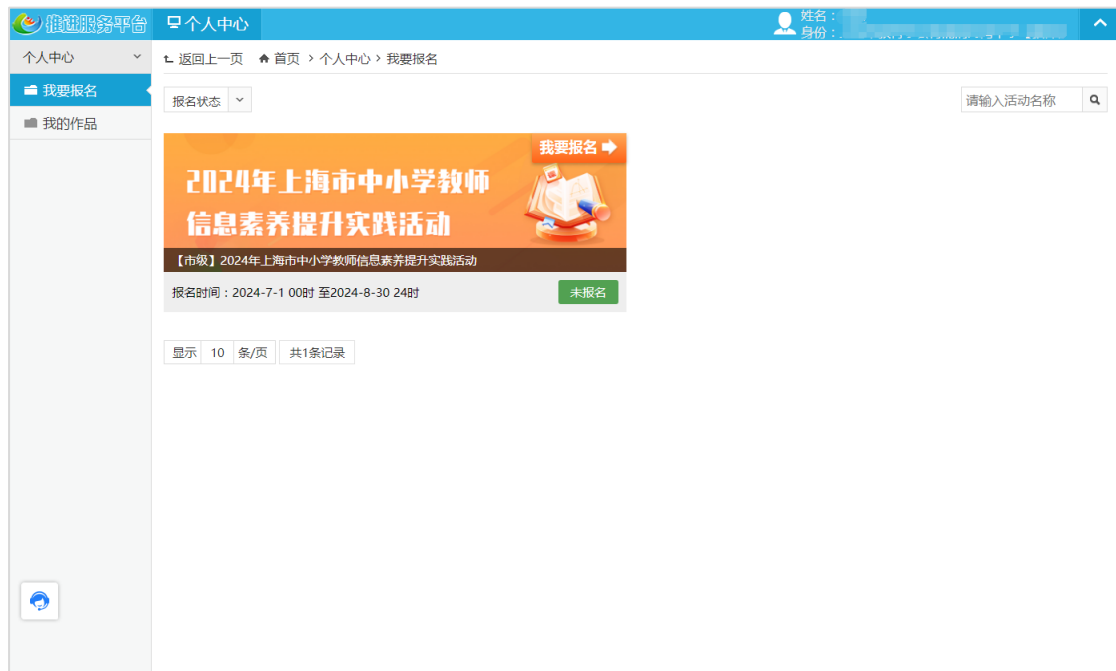 推进服务平台
个人中心
姓名：
身份：
个人中心
返回上一页 首页 > 个人中心 > 我要报名
我要报名
我的作品
报名状态
请输入活动名称
我要报名
2024年上海市中小学教师
信息素养提升实践活动
【市级】2024年上海市中小学教师信息素养提升实践活动
报名时间：2024-7-1 00时 至2024-8-30 24时
未报名
显示 10 条/页 共1条记录